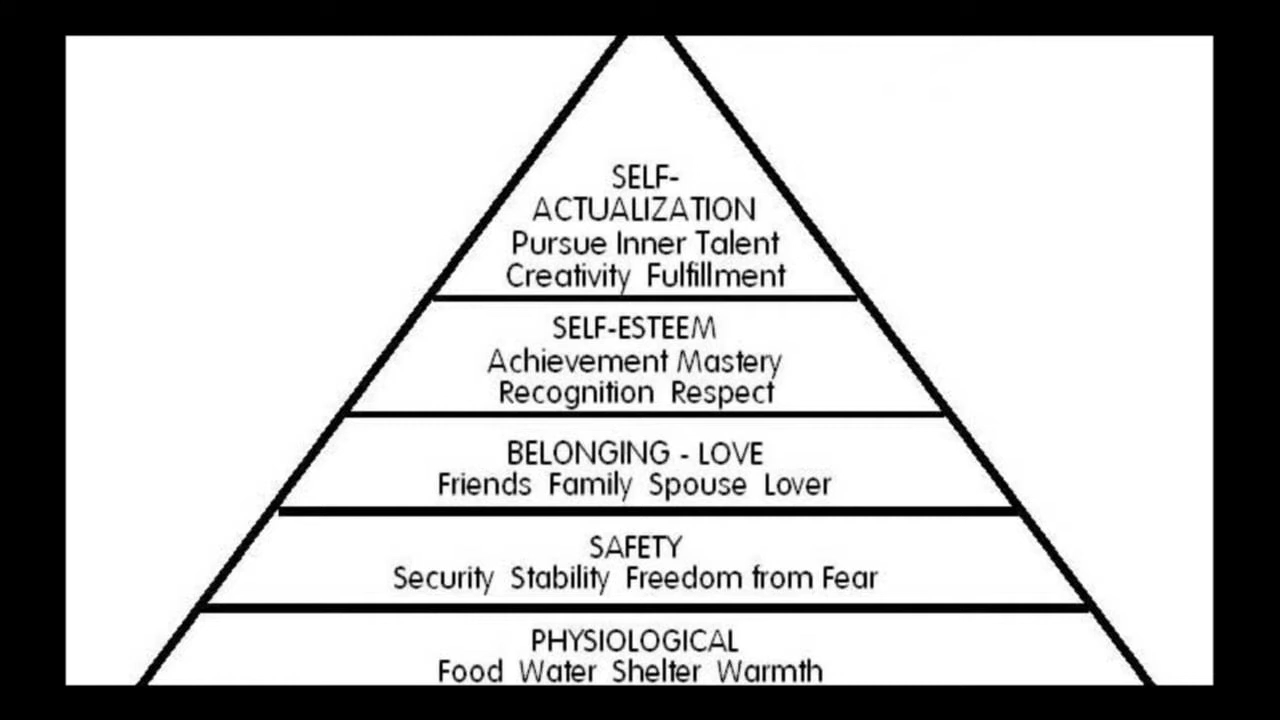 SELF-
ACTUALIZATION
Pursue Inner Talent
Creativity Fulfillment
SELF-ESTEEM
Achievement Mastery
Recognition Respect
BELONGING - LOVE
Friends Family Spouse Lover
SAFETY
Security Stability Freedom from Fear
PHYSIOLOGICAL
Food Water Shelter Warmth